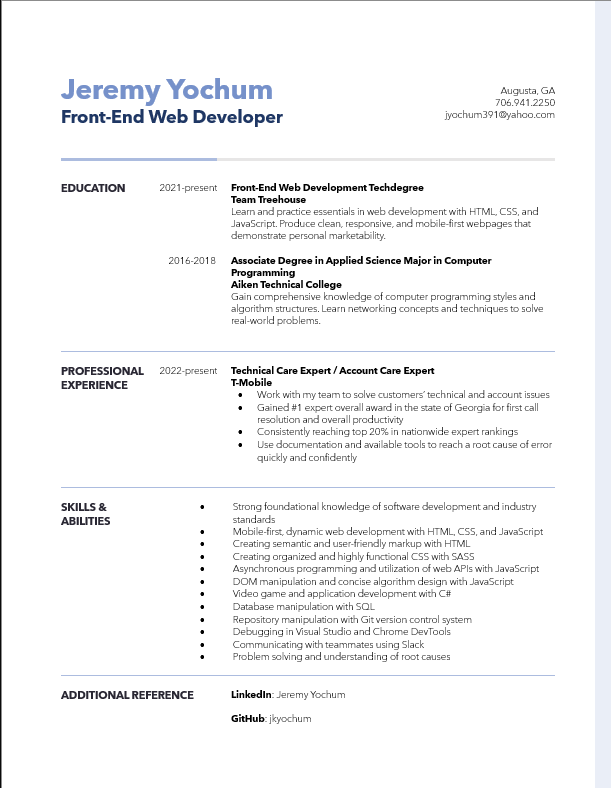 Jeremy Yochum
Front-End Web Developer
Augusta, GA
706.941.2250
jyochum391@yahoo.com
EDUCATION
2021-present
Front-End Web Development Techdegree
Team Treehouse
Learn and practice essentials in web development with HTML, CSS, and
JavaScript. Produce clean, responsive, and mobile-first webpages that
demonstrate personal marketability.
2016-2018
Associate Degree in Applied Science Major in Computer
Programming
Aiken Technical College
Gain comprehensive knowledge of computer programming styles and
algorithm structures. Learn networking concepts and techniques to solve
real-world problems.
PROFESSIONAL
EXPERIENCE
2022-present
Technical Care Expert / Account Care Expert
T-Mobile
• Work with my team to solve customers’ technical and account issues
• Gained #1 expert overall award in the state of Georgia for first call
resolution and overall productivity
• Consistently reaching top 20% in nationwide expert rankings
• Use documentation and available tools to reach a root cause of error
quickly and confidently
SKILLS &
ABILITIES
• Strong foundational knowledge of software development and industry
standards
• Mobile-first, dynamic web development with HTML, CSS, and JavaScript
• Creating semantic and user-friendly markup with HTML
• Creating organized and highly functional CSS with SASS
• Asynchronous programming and utilization of web APIs with JavaScript
• DOM manipulation and concise algorithm design with JavaScript
• Video game and application development with C#
• Database manipulation with SQL
• Repository manipulation with Git version control system
• Debugging in Visual Studio and Chrome DevTools
• Communicating with teammates using Slack
• Problem solving and understanding of root causes
ADDITIONAL REFERENCE
LinkedIn: Jeremy Yochum
GitHub: jkyochum